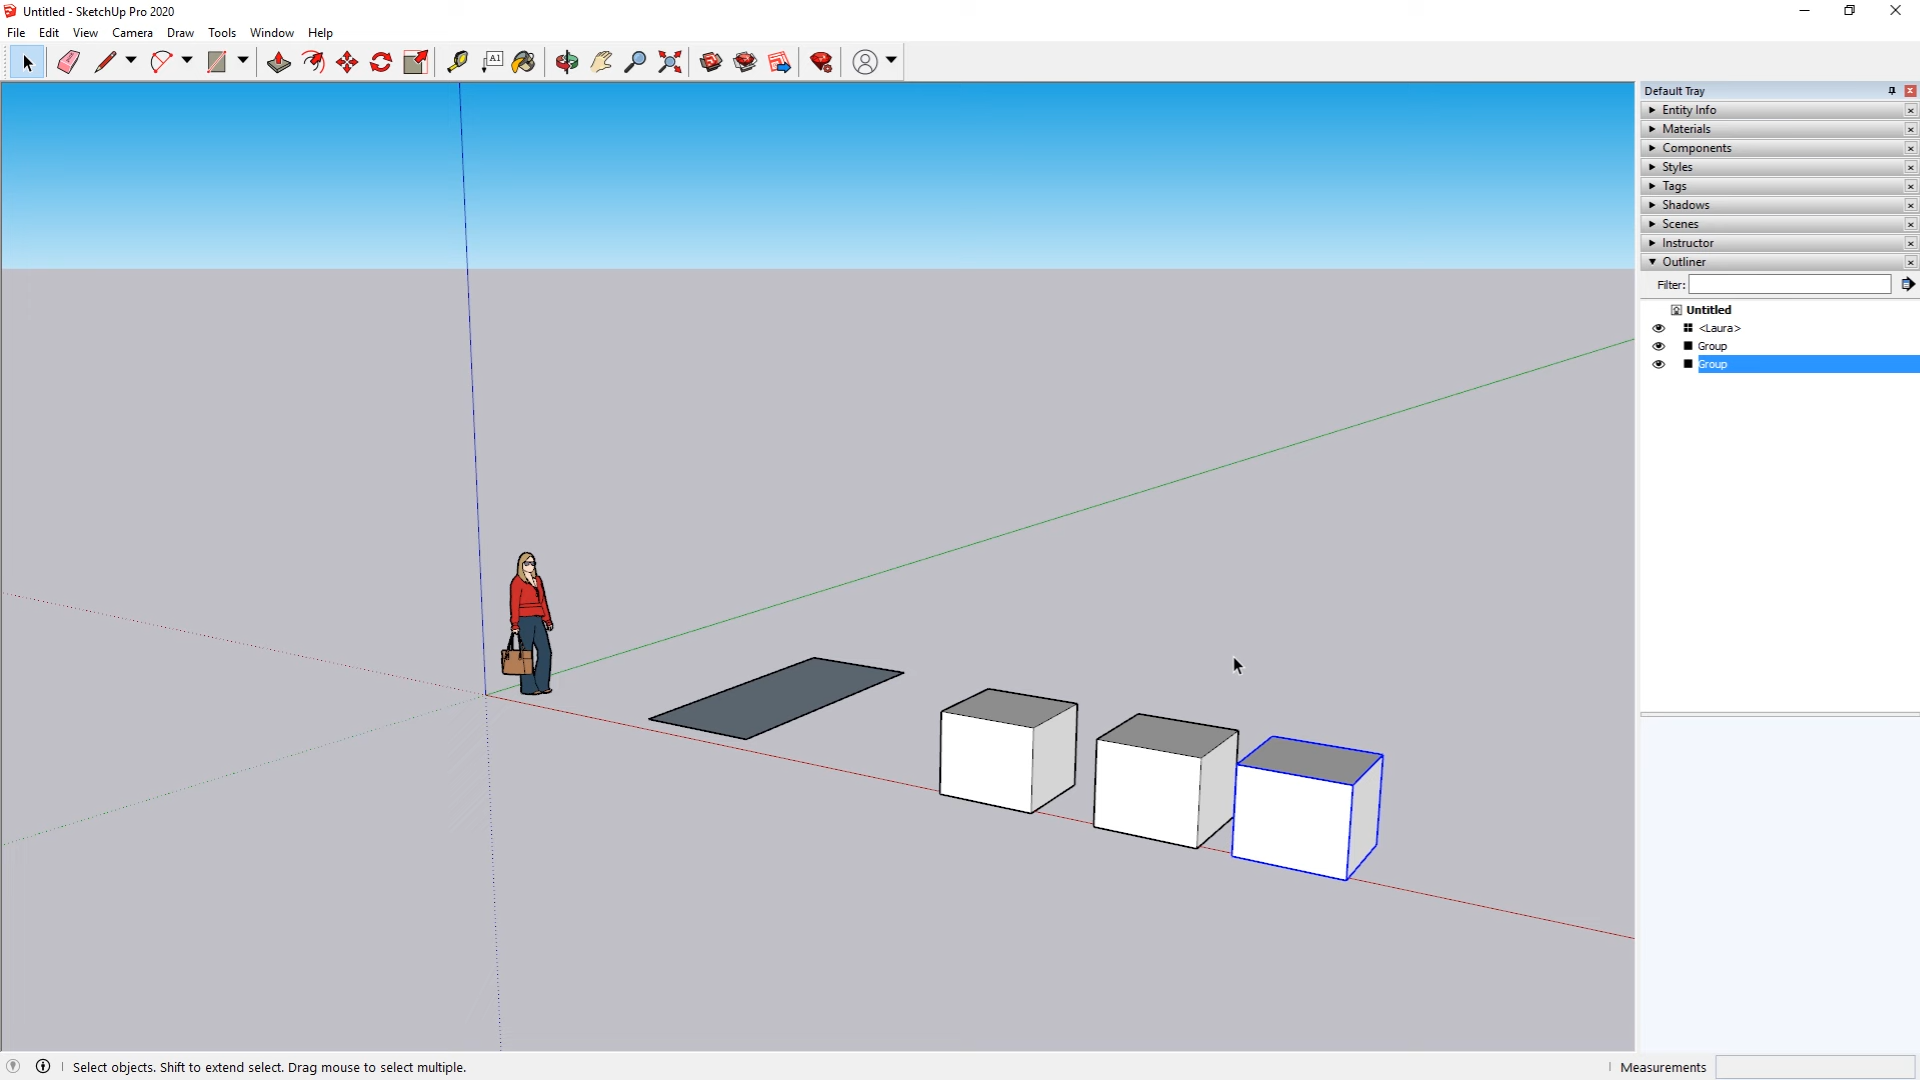 Untitled - SketchUp Pro 2020
File Edit View Camera Draw Tools Window Help
A1
Default Tray
Entity Info
Materials
Components
Styles
Tags
Shadows
Scenes
Instructor
Outliner
Filter:
Untitled
<Laura>
Group
Group
Select objects. Shift to extend select. Drag mouse to select multiple.
Measurements